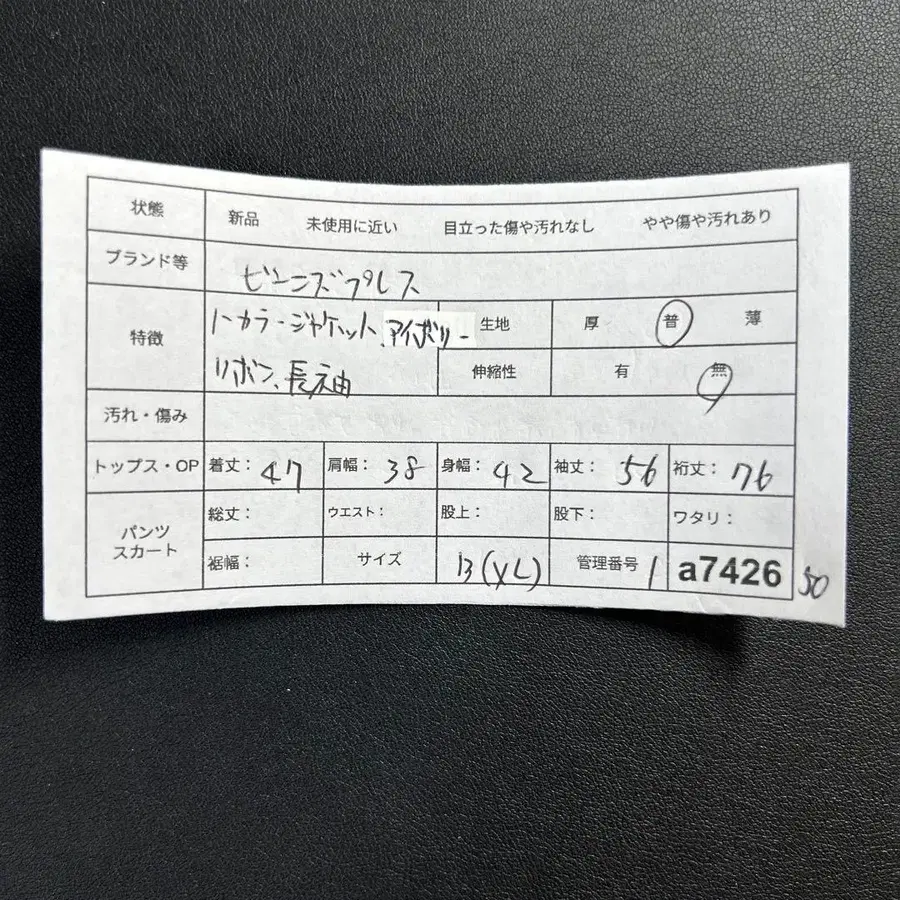 状態 新品 未使用に近い 目立った傷や汚れなし やや傷や汚れあり
ブランド等 ビーンズプレス
特徴 ノーカラージャケット、アイボリー 生地 厚 普 薄
リボン、長袖 伸縮性 有 無
汚れ・傷み
トップス・OP 着丈: 47 肩幅: 38 身幅: 42 袖丈: 56 裄丈: 76
パンツ スカート 総丈: ウエスト: 股上: 股下: ワタリ:
裾幅: サイズ 13(XL) 管理番号 1 a7426 50